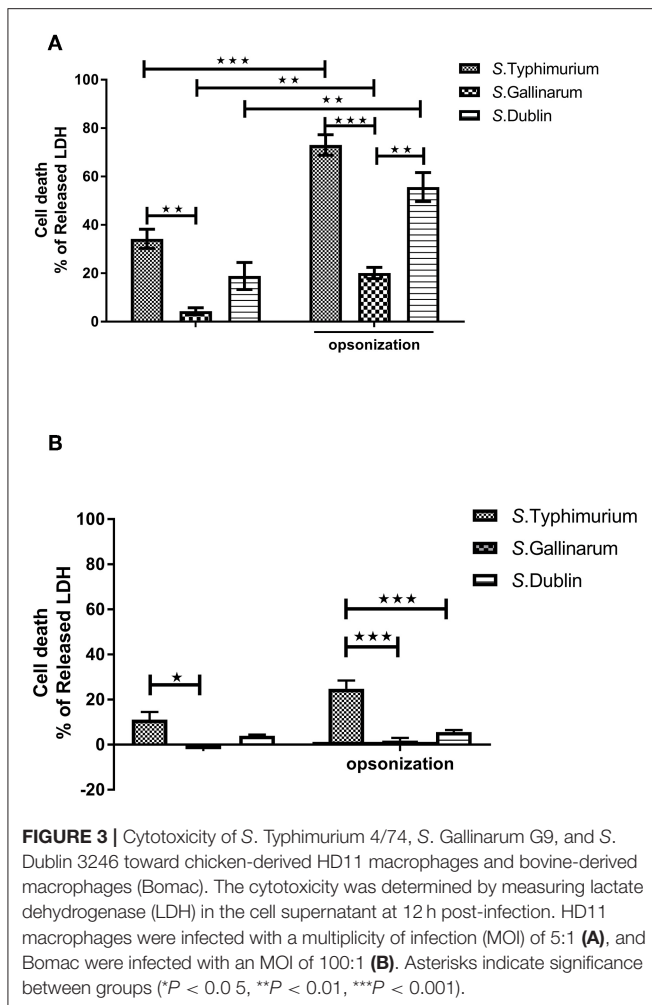 A
★★★
★★
★★
★★★
★★
★★
S.Typhimurium
S.Gallinarum
S.Dublin
Cell death
% of Released LDH
100
80
60
40
20
0
opsonization
B
S.Typhimurium
S.Gallinarum
S.Dublin
★★★
★★★
★
Cell death
% of Released LDH
100
80
60
40
20
0
-20
opsonization
FIGURE 3 | Cytotoxicity of S. Typhimurium 4/74, S. Gallinarum G9, and S.
Dublin 3246 toward chicken-derived HD11 macrophages and bovine-derived
macrophages (Bomac). The cytotoxicity was determined by measuring lactate
dehydrogenase (LDH) in the cell supernatant at 12 h post-infection. HD11
macrophages were infected with a multiplicity of infection (MOI) of 5:1 (A), and
Bomac were infected with an MOI of 100:1 (B). Asterisks indicate significance
between groups (*P < 0.0 5, **P < 0.01, ***P < 0.001).